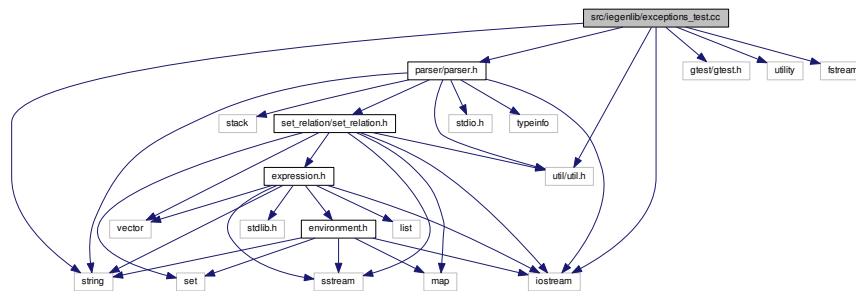 src/iegenlib/exceptions_test.cc
parser/parser.h
gtest/gtest.h
utility
fstream
stack
set_relation/set_relation.h
stdio.h
typeinfo
expression.h
util/util.h
vector
stdlib.h
environment.h
list
string
set
sstream
map
iostream